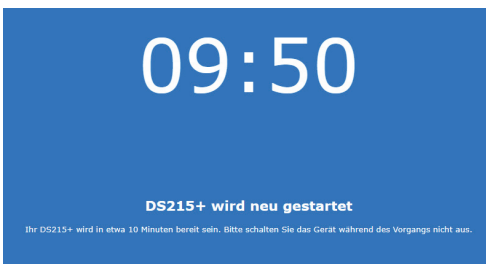 09:50
DS215+ wird neu gestartet
Ihr DS215+ wird in etwa 10 Minuten bereit sein. Bitte schalten Sie das Gerät während des Vorgangs nicht aus.